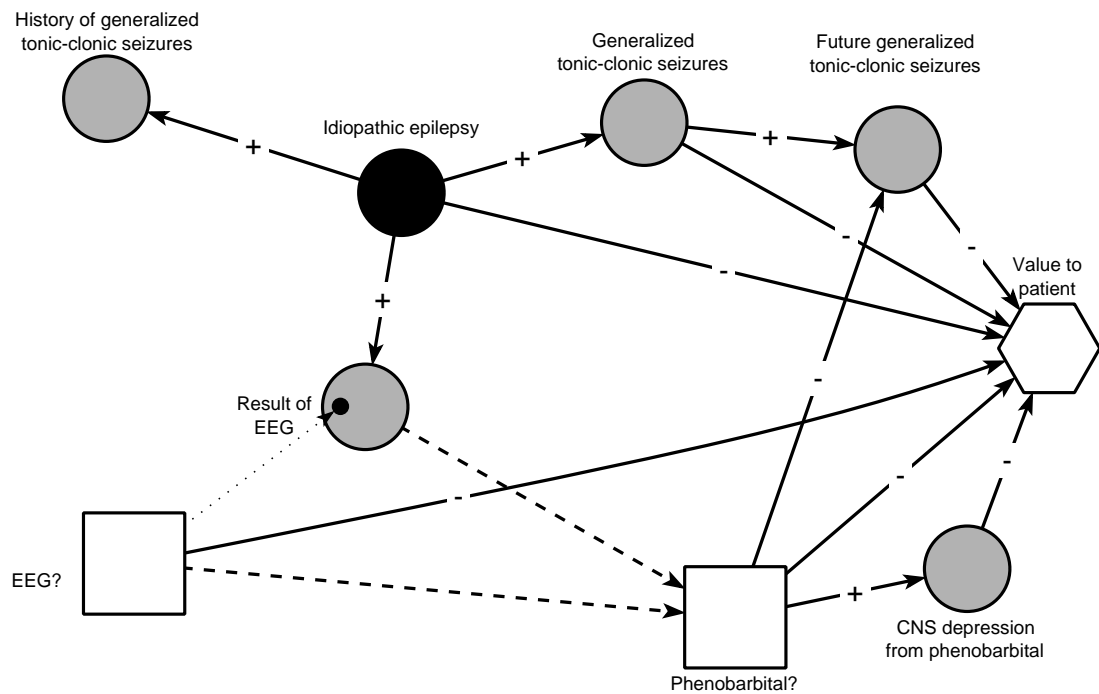 History of generalized
tonic-clonic seizures
Generalized
tonic-clonic seizures
Future generalized
tonic-clonic seizures
Idiopathic epilepsy
+
+
+
-
-
-
Value to
patient
+
-
Result of
EEG
-
-
-
EEG?
+
CNS depression
from phenobarbital
Phenobarbital?